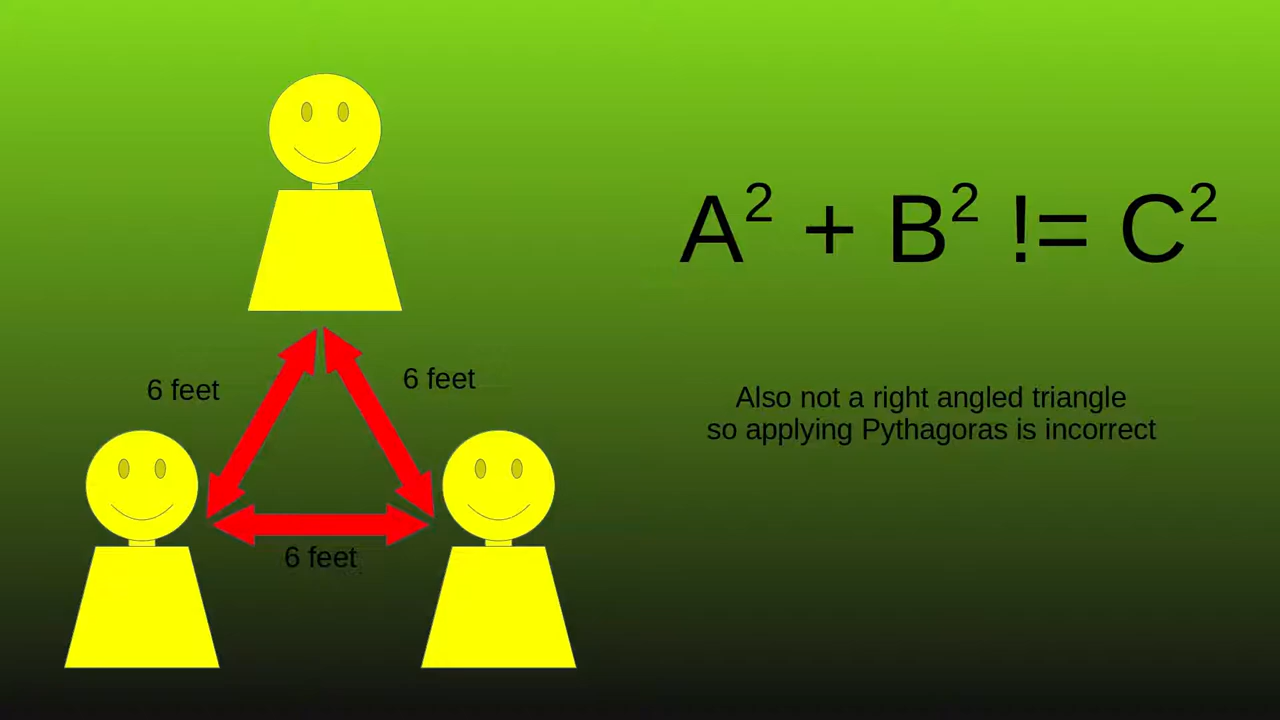 A² + B² != C²
6 feet
6 feet
Also not a right angled triangle
so applying Pythagoras is incorrect
6 feet